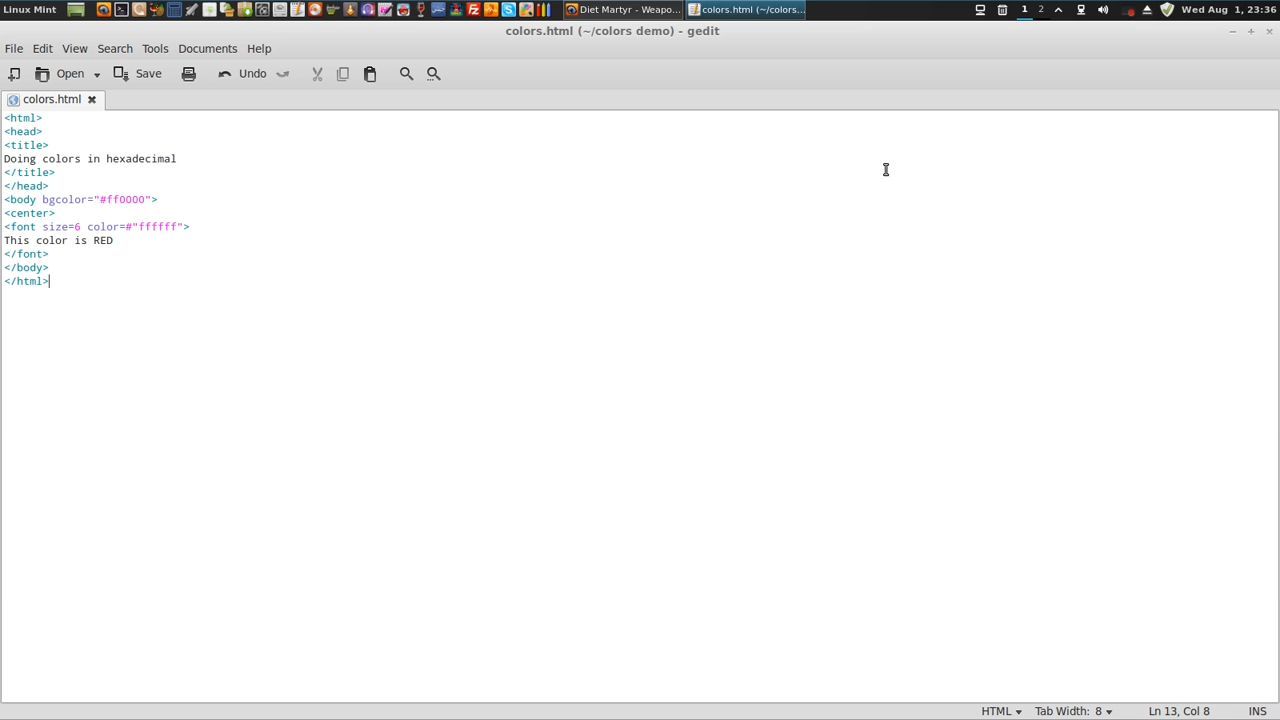 Linux Mint
Diet Martyr - Weapo...
colors.html (~/colors...
1 2
Wed Aug 1, 23:36
colors.html (~/colors demo) - gedit
File Edit View Search Tools Documents Help
Open Save Undo
colors.html
<html>
<head>
<title>
Doing colors in hexadecimal
</title>
</head>
<body bgcolor="#ff0000">
<center>
<font size=6 color=#"ffffff">
This color is RED
</font>
</body>
</html>
HTML Tab Width: 8 Ln 13, Col 8 INS